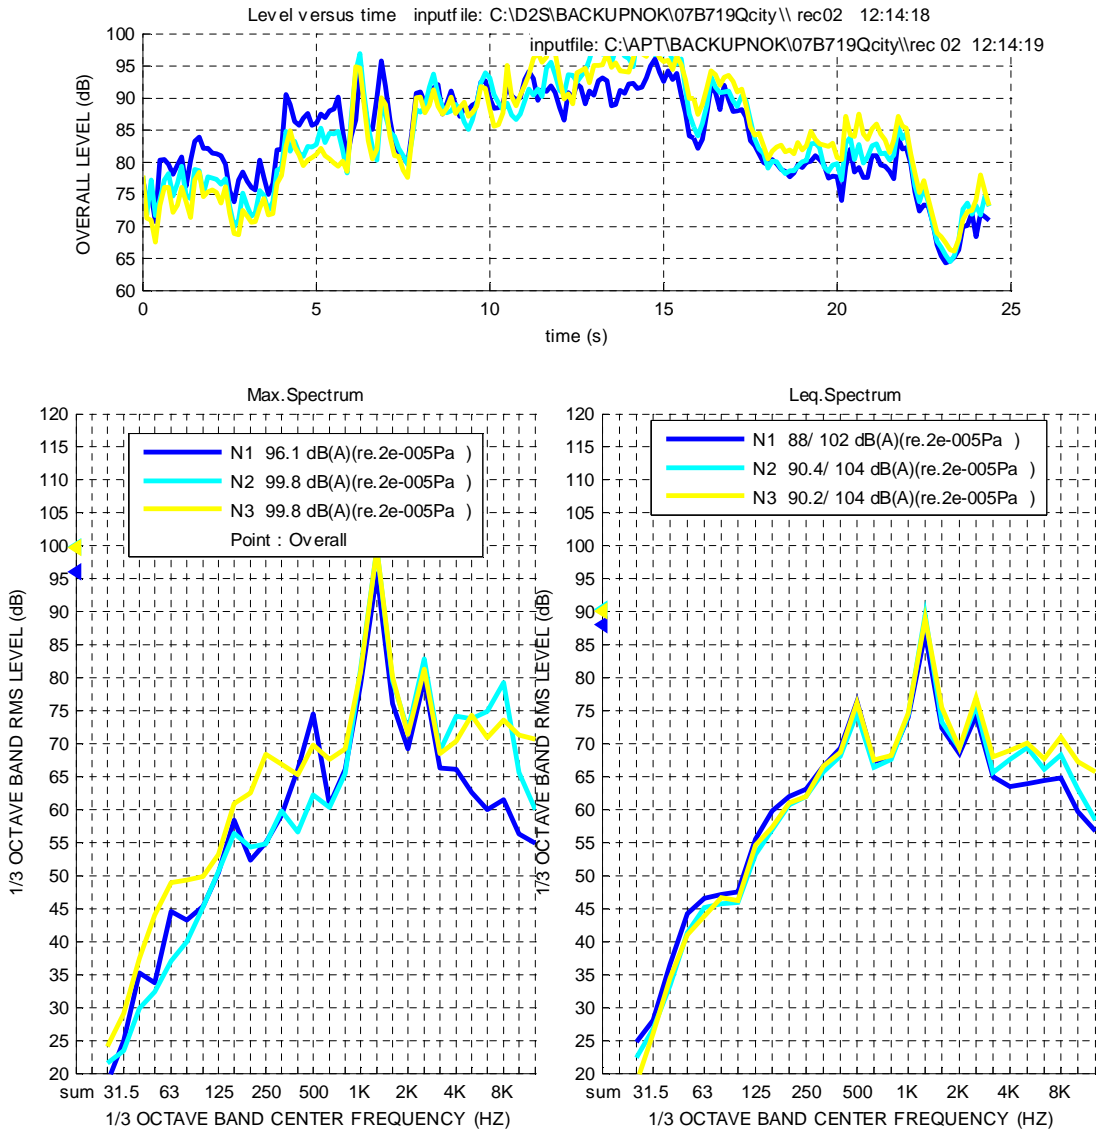 Level versus time inputfile: C:\D2S\BACKUPNOK\07B719Qcity\\ rec02 12:14:18
inputfile: C:\APT\BACKUPNOK\07B719Qcity\\rec 02 12:14:19
100
95
90
85
80
75
70
65
60
OVERALL LEVEL (dB)
0 5 10 15 20 25
time (s)
Max.Spectrum
120
115
110
105
100
95
90
85
80
75
70
65
60
55
50
45
40
35
30
25
20
1/3 OCTAVE BAND RMS LEVEL (dB)
N1 96.1 dB(A)(re.2e-005Pa )
N2 99.8 dB(A)(re.2e-005Pa )
N3 99.8 dB(A)(re.2e-005Pa )
Point : Overall
sum 31.5 63 125 250 500 1K 2K 4K 8K
1/3 OCTAVE BAND CENTER FREQUENCY (HZ)
Leq.Spectrum
120
115
110
105
100
95
90
85
80
75
70
65
60
55
50
45
40
35
30
25
20
1/3 OCTAVE BAND RMS LEVEL (dB)
N1 88/ 102 dB(A)(re.2e-005Pa )
N2 90.4/ 104 dB(A)(re.2e-005Pa )
N3 90.2/ 104 dB(A)(re.2e-005Pa )
sum 31.5 63 125 250 500 1K 2K 4K 8K
1/3 OCTAVE BAND CENTER FREQUENCY (HZ)